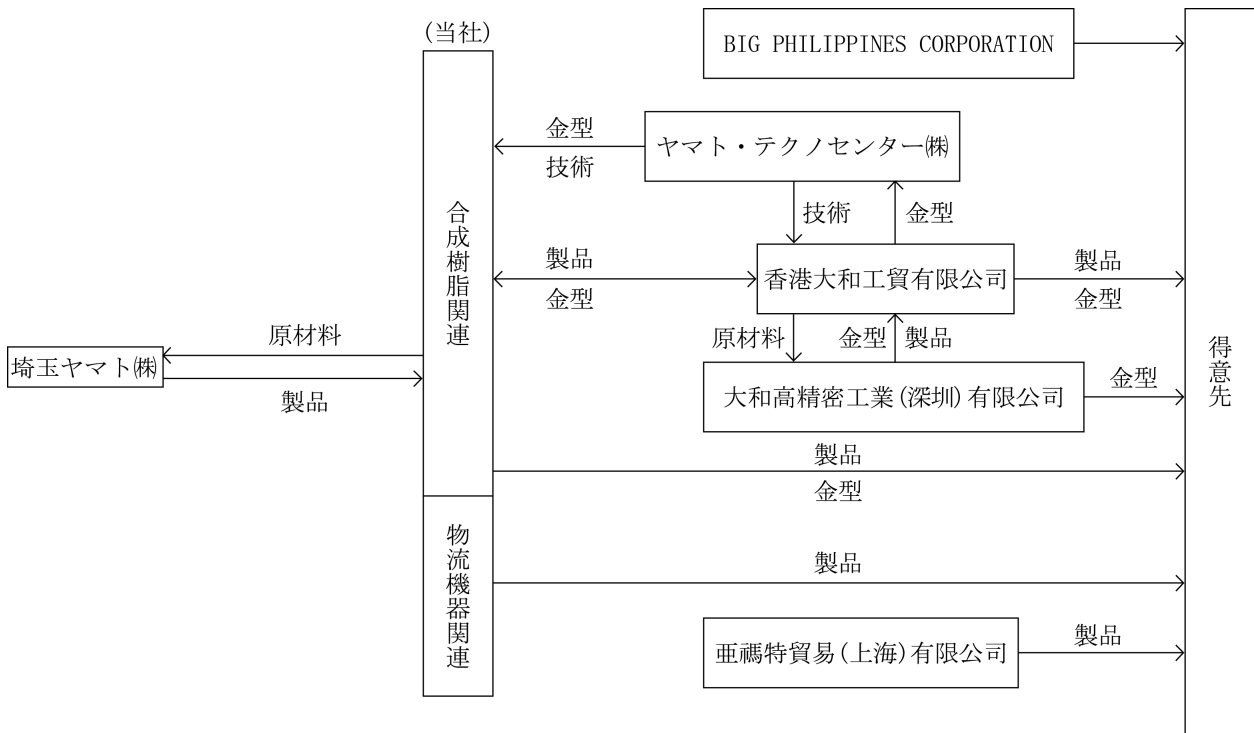 (当社)
BIG PHILIPPINES CORPORATION
金型
技術
ヤマト・テクノセンター㈱
技術
金型
合成樹脂関連
製品
金型
香港大和工貿有限公司
製品
金型
原材料
埼玉ヤマト㈱
製品
原材料
金型
製品
大和高精密工業(深圳)有限公司
金型
得意先
製品
金型
物流機器関連
製品
亜禡特貿易(上海)有限公司
製品